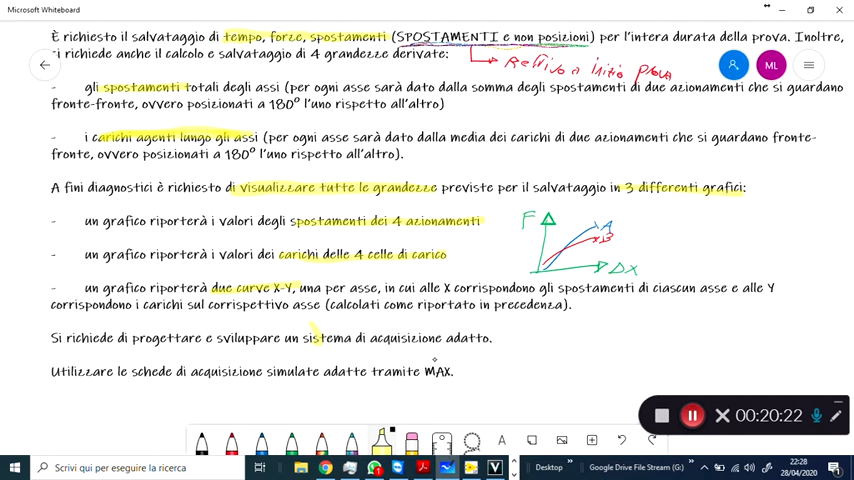 Microsoft Whiteboard
È richiesto il salvataggio di tempo, forze, spostamenti (SPOSTAMENTI e non posizioni) per l'intera durata della prova. Inoltre,
si richiede anche il calcolo e salvataggio di 4 grandezze derivate:
Relativo a inizio prova
ML
- gli spostamenti totali degli assi (per ogni asse sarà dato dalla somma degli spostamenti di due azionamenti che si guardano
fronte-fronte, ovvero posizionati a 180° l'uno rispetto all'altro)
- i carichi agenti lungo gli assi (per ogni asse sarà dato dalla media dei carichi di due azionamenti che si guardano fronte-
fronte, ovvero posizionati a 180° l'uno rispetto all'altro).
A fini diagnostici è richiesto di visualizzare tutte le grandezze previste per il salvataggio in 3 differenti grafici:
- un grafico riporterà i valori degli spostamenti dei 4 azionamenti
F
A
B
- un grafico riporterà i valori dei carichi delle 4 celle di carico
ΔX
- un grafico riporterà due curve X-Y, una per asse, in cui alle X corrispondono gli spostamenti di ciascun asse e alle Y
corrispondono i carichi sul corrispettivo asse (calcolati come riportato in precedenza).
Si richiede di progettare e sviluppare un sistema di acquisizione adatto.
Utilizzare le schede di acquisizione simulate adatte tramite MAX.
00:20:22
Scrivi qui per eseguire la ricerca
Desktop
Google Drive File Stream (G:)
22:28
28/04/2020